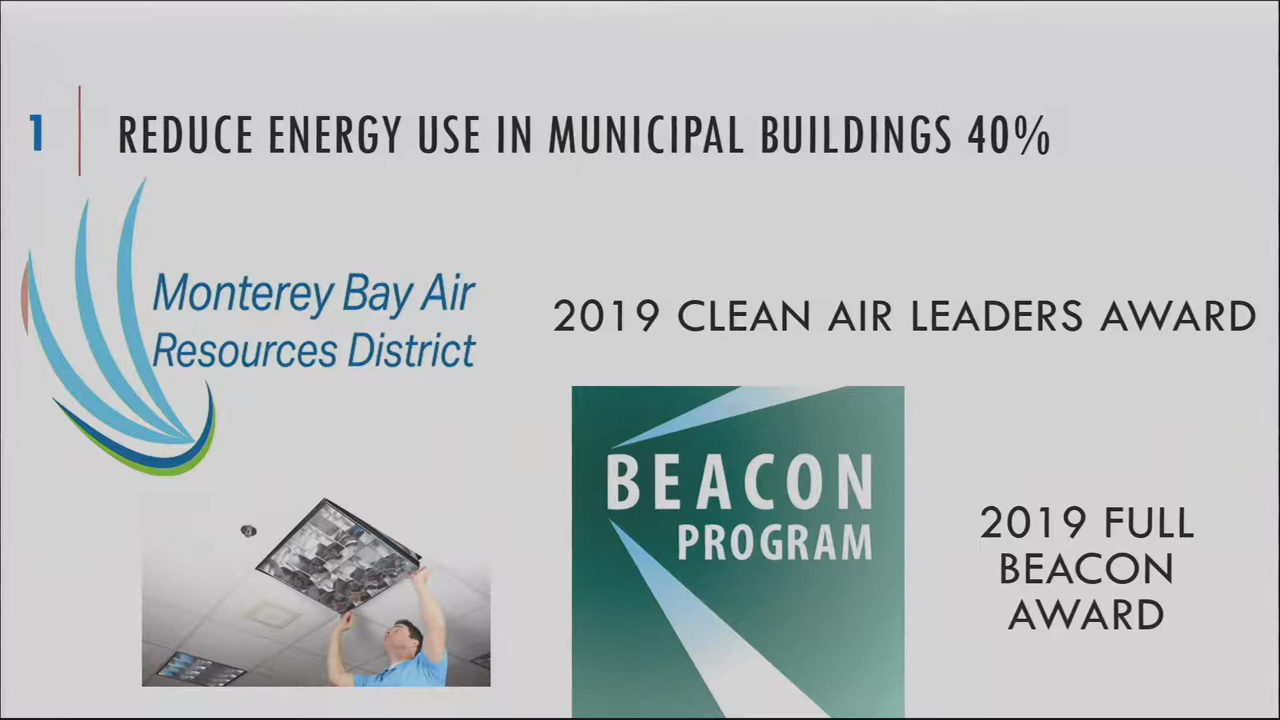 1
REDUCE ENERGY USE IN MUNICIPAL BUILDINGS 40%
Monterey Bay Air
Resources District
2019 CLEAN AIR LEADERS AWARD
BEACON
PROGRAM
2019 FULL
BEACON
AWARD